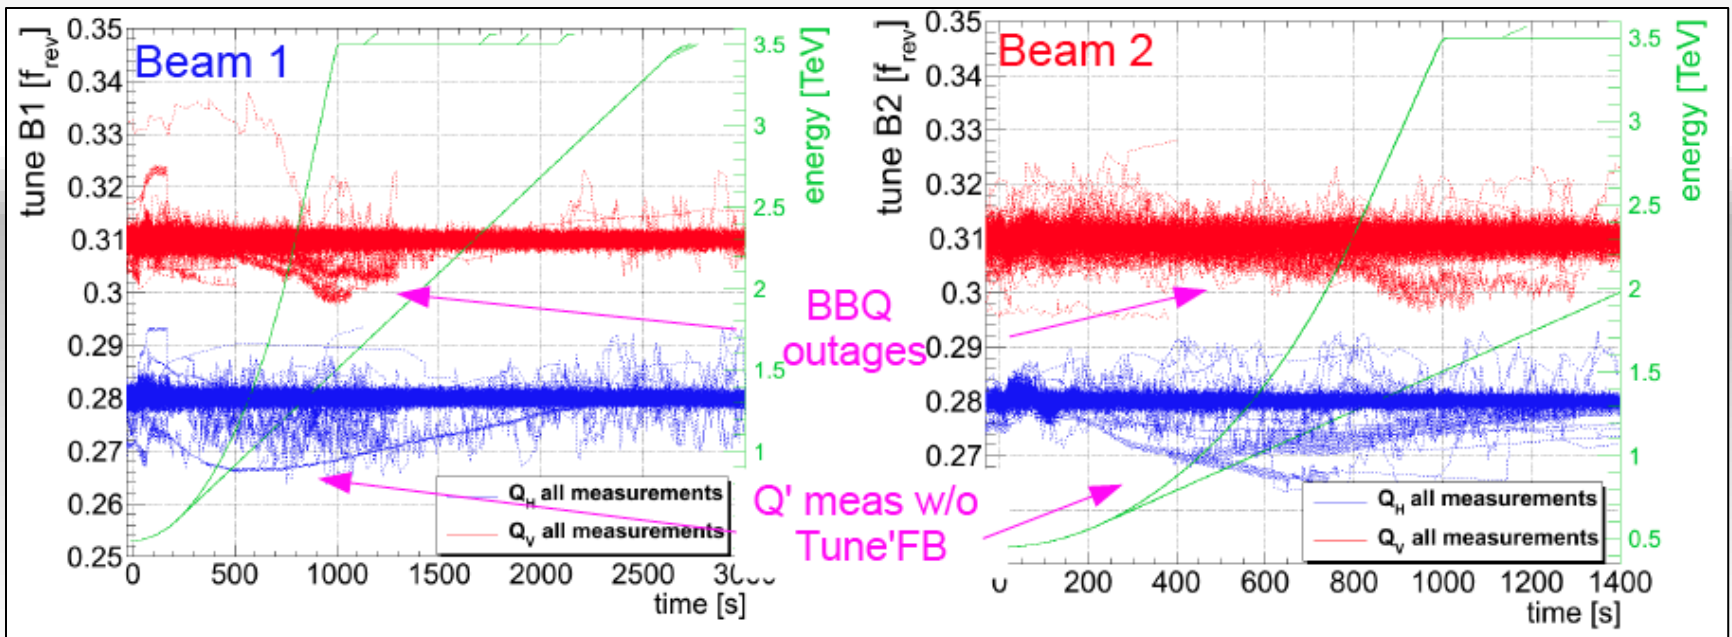 Beam 1
tune B1 [f_rev]
0.35
0.34
0.33
0.32
0.31
0.3
0.29
0.28
0.27
0.26
0.25
0
500
1000
1500
2000
2500
time [s]
energy [TeV]
3.5
3
2.5
2
1.5
1
Q_H all measurements
Q_V all measurements
BBQ
outages
Q' meas w/o
Tune'FB
Beam 2
tune B2 [f_rev]
0.35
0.34
0.33
0.32
0.31
0.3
0.29
0.28
0.27
200
400
600
800
1000
1200
1400
time [s]
energy [TeV]
3.5
3
2.5
2
1.5
1
0.5
Q_H all measurements
Q_V all measurements